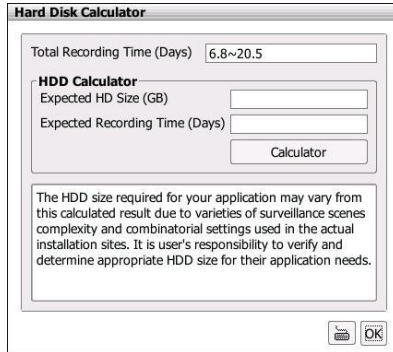 Hard Disk Calculator
Total Recording Time (Days) 6.8~20.5
HDD Calculator
Expected HD Size (GB)
Expected Recording Time (Days)
Calculator
The HDD size required for your application may vary from
this calculated result due to varieties of surveillance scenes
complexity and combinatorial settings used in the actual
installation sites. It is user's responsibility to verify and
determine appropriate HDD size for their application needs.
OK